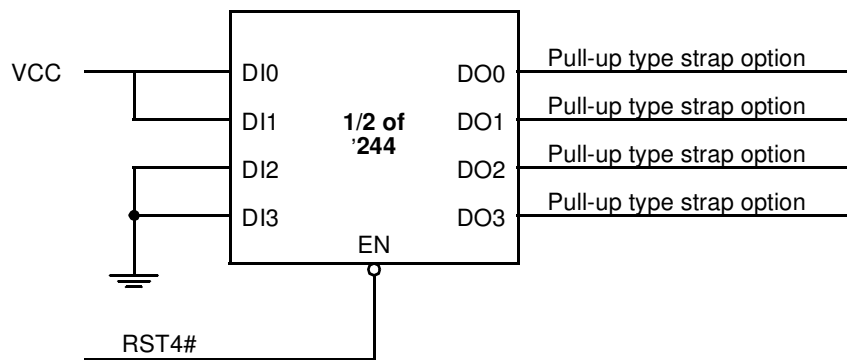 VCC
DI0
DO0
Pull-up type strap option
DI1
1/2 of
'244
DO1
Pull-up type strap option
DI2
DO2
Pull-up type strap option
DI3
DO3
Pull-up type strap option
EN
RST4#